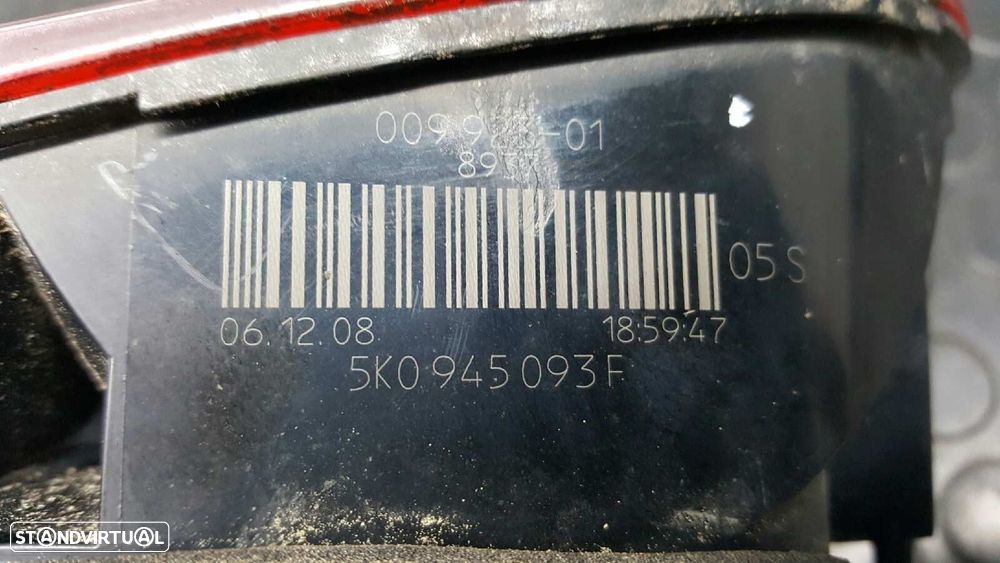 05 S
06.12.08 18:59:47
5K0 945 093 F
STANDVIRTUAL